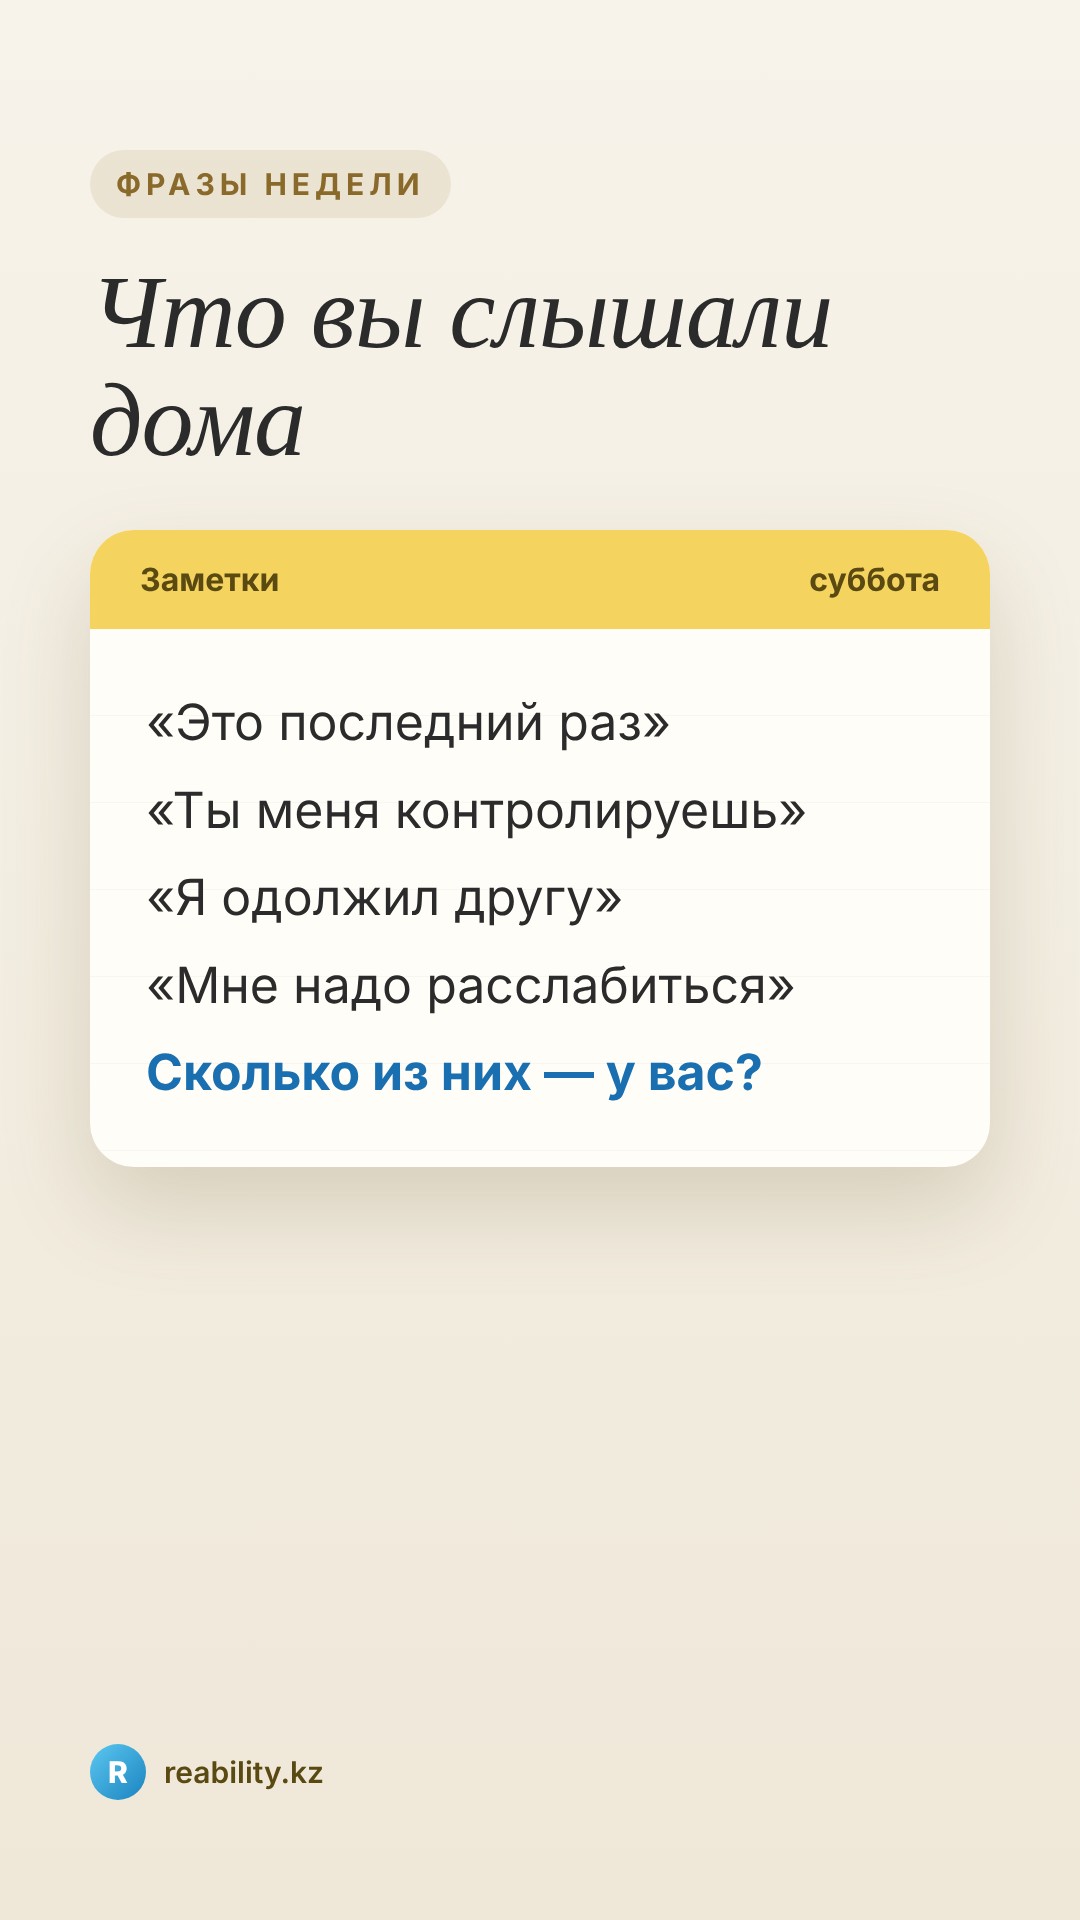 ФРАЗЫ НЕДЕЛИ
Что вы слышали
дома
Заметки суббота
«Это последний раз»
«Ты меня контролируешь»
«Я одолжил другу»
«Мне надо расслабиться»
Сколько из них — у вас?
R reability.kz